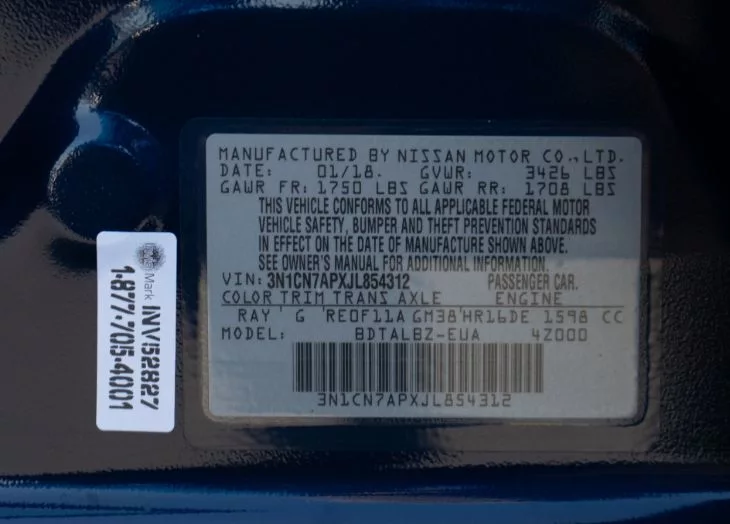 MANUFACTURED BY NISSAN MOTOR CO., LTD.
DATE: 01/18. GVWR: 3426 LBS
GAWR FR: 1750 LBS GAWR RR: 1708 LBS
THIS VEHICLE CONFORMS TO ALL APPLICABLE FEDERAL MOTOR
VEHICLE SAFETY, BUMPER AND THEFT PREVENTION STANDARDS
IN EFFECT ON THE DATE OF MANUFACTURE SHOWN ABOVE.
SEE OWNER'S MANUAL FOR ADDITIONAL INFORMATION.
VIN: 3N1CN7APXJL854312 PASSENGER CAR.
COLOR TRIM TRANS AXLE ENGINE
RAY ' G 'RE0F11A GM38'HR16DE 1598 CC
MODEL: BDTALBZ-EUA 4Z000
3N1CN7APXJL854312
Mark INV52827
1-877-705-4001